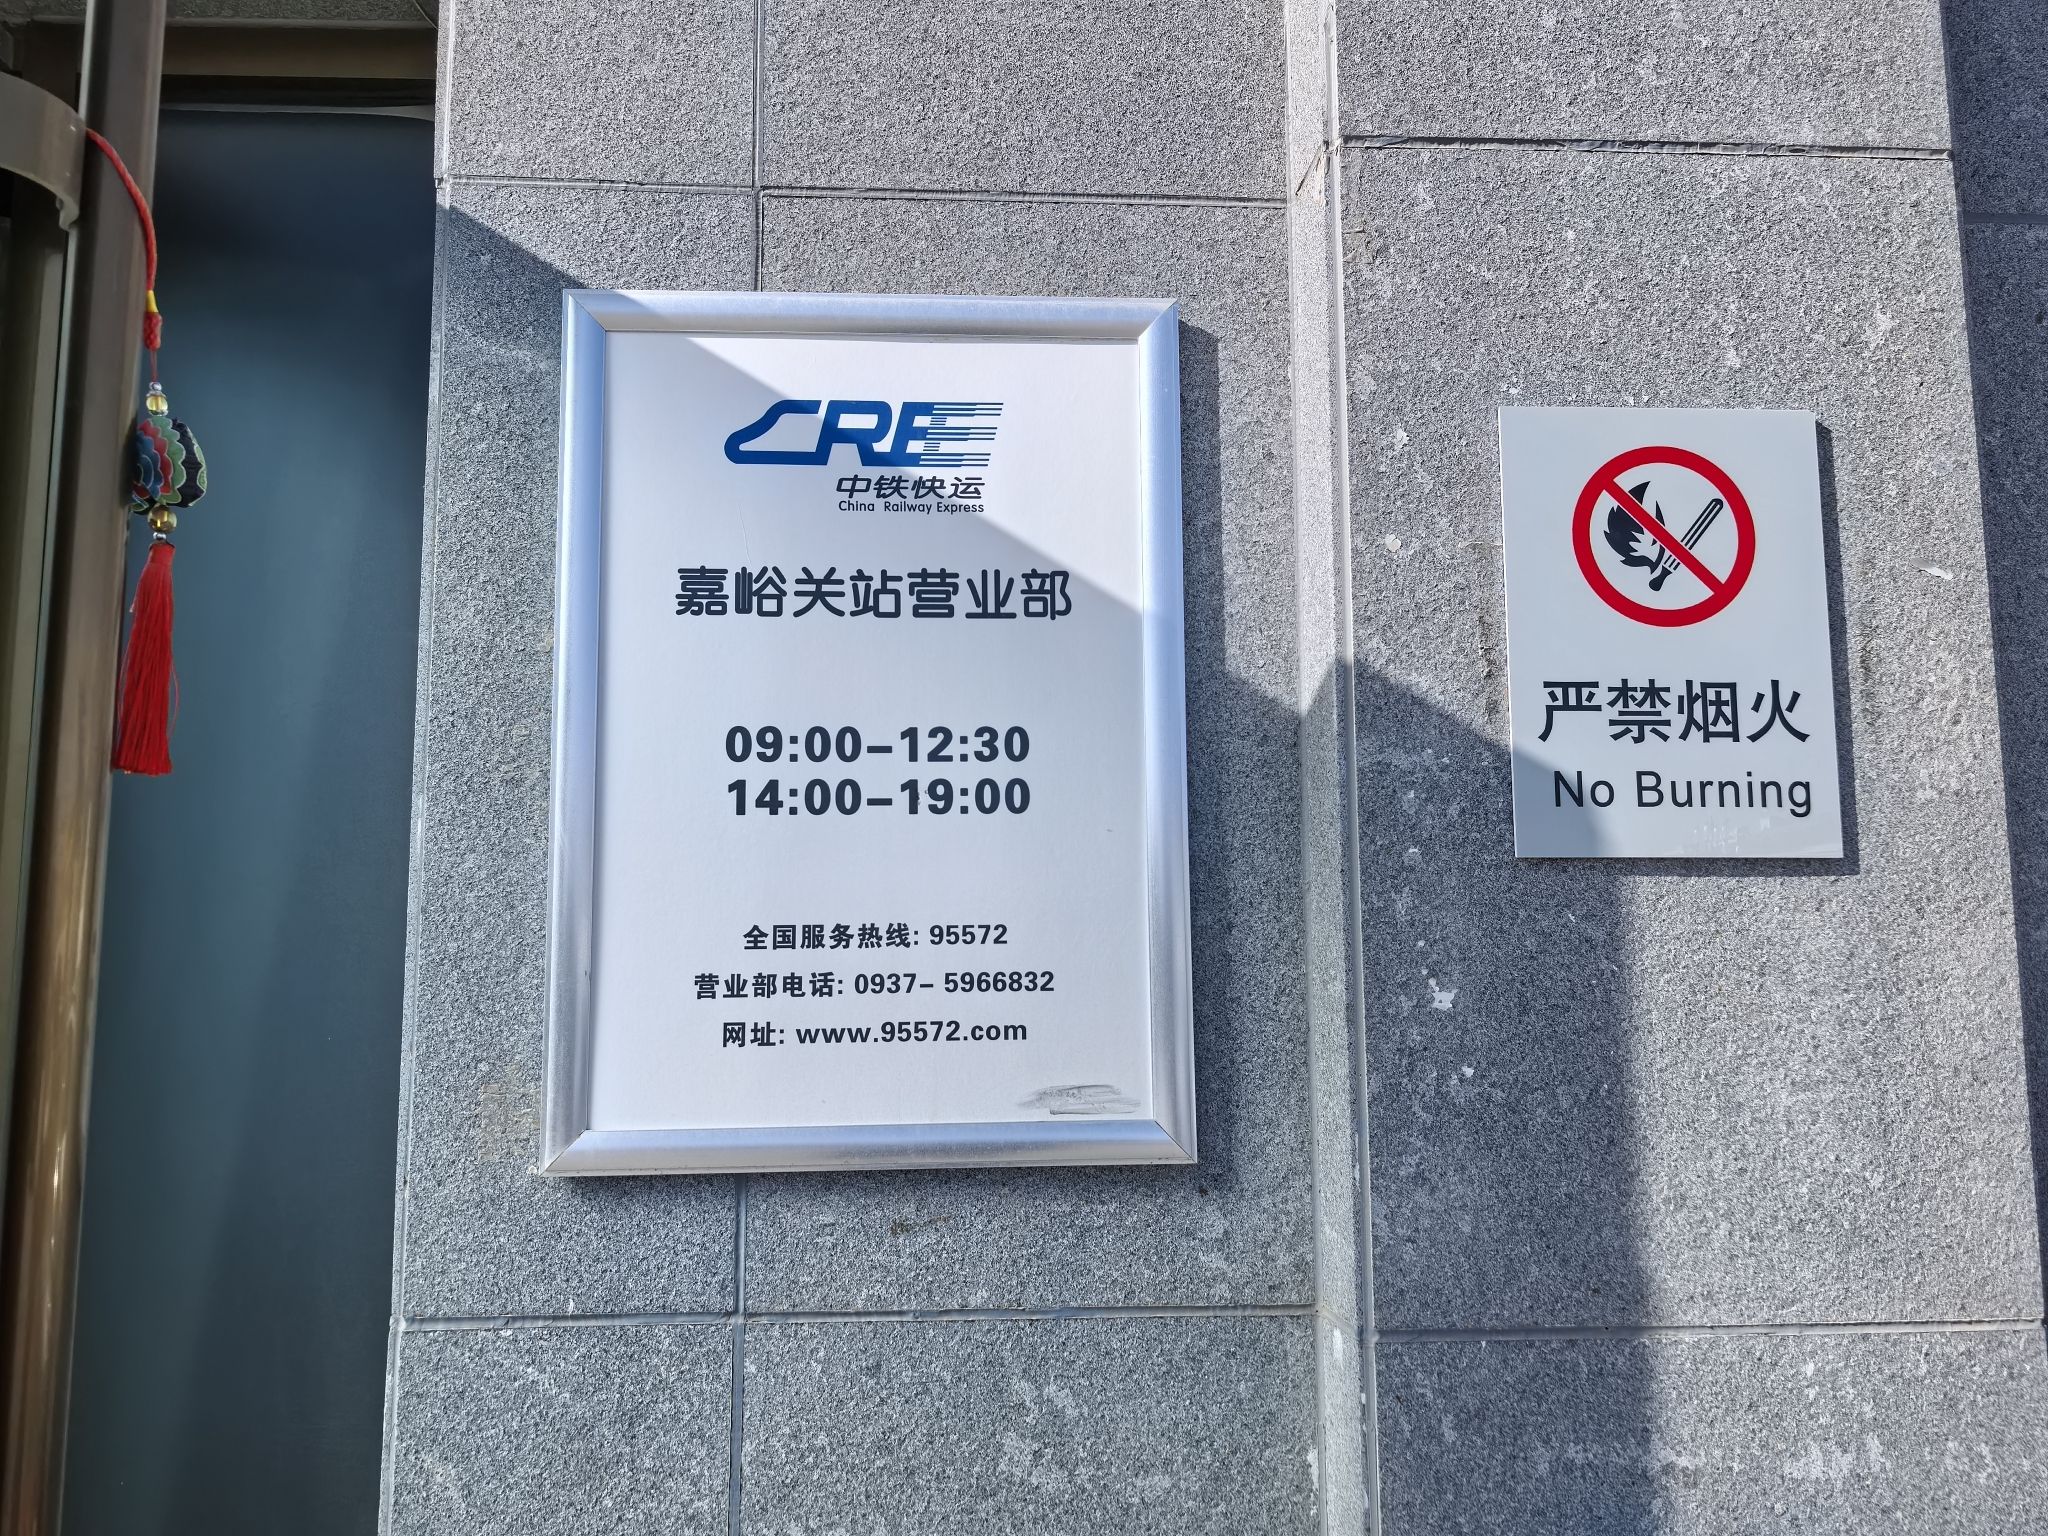 CRE
中铁快运
China Railway Express
嘉峪关站营业部
09:00-12:30
14:00-19:00
全国服务热线: 95572
营业部电话: 0937- 5966832
网址: www.95572.com
严禁烟火
No Burning